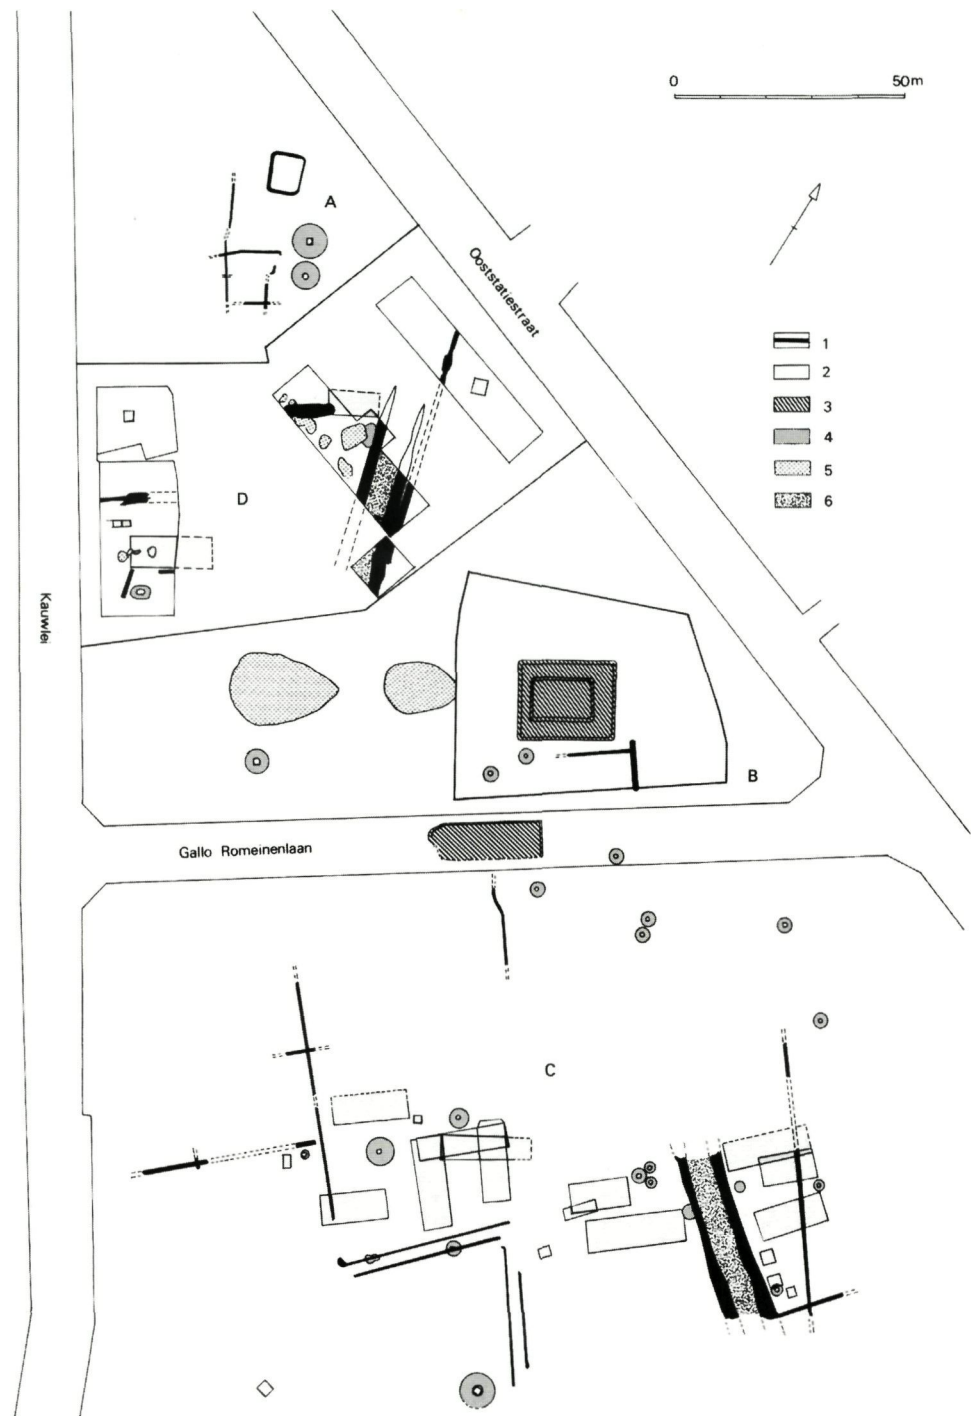 0 50m
A
Ooststatiestraat
1
2
3
4
5
6
D
Kauwlei
B
Gallo Romeinenlaan
C